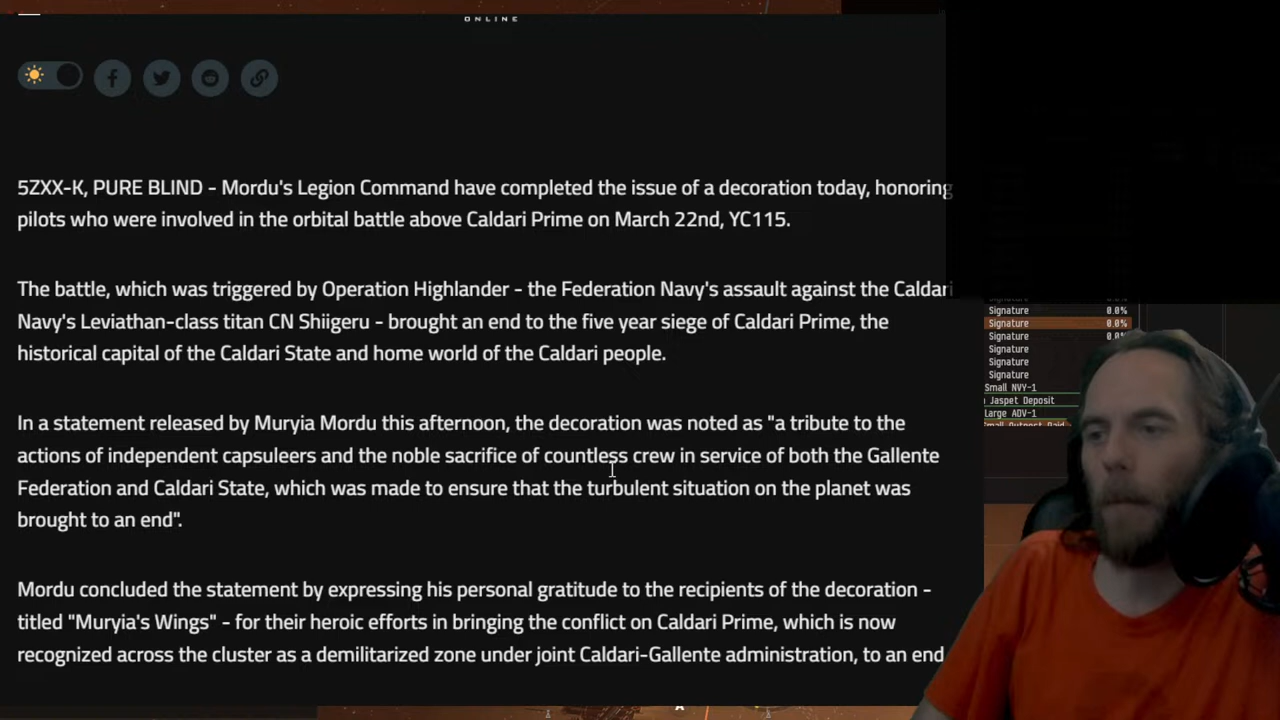 ONLINE
5ZXX-K, PURE BLIND - Mordu's Legion Command have completed the issue of a decoration today, honoring
pilots who were involved in the orbital battle above Caldari Prime on March 22nd, YC115.
The battle, which was triggered by Operation Highlander - the Federation Navy's assault against the Caldari
Navy's Leviathan-class titan CN Shiigeru - brought an end to the five year siege of Caldari Prime, the
historical capital of the Caldari State and home world of the Caldari people.
In a statement released by Muryia Mordu this afternoon, the decoration was noted as "a tribute to the
actions of independent capsuleers and the noble sacrifice of countless crew in service of both the Gallente
Federation and Caldari State, which was made to ensure that the turbulent situation on the planet was
brought to an end".
Mordu concluded the statement by expressing his personal gratitude to the recipients of the decoration -
titled "Muryia's Wings" - for their heroic efforts in bringing the conflict on Caldari Prime, which is now
recognized across the cluster as a demilitarized zone under joint Caldari-Gallente administration, to an end
Signature 0.0%
Signature 0.0%
Signature
Signature
Signature
Signature
Small NVY-1
Jaspet Deposit
Large ADV-1
Small Outpost